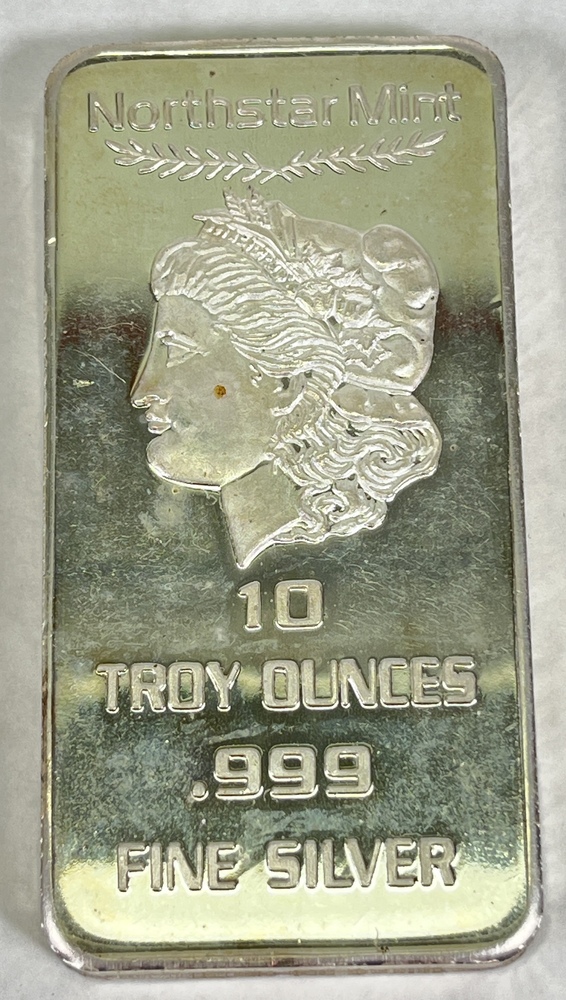 Northstar Mint
10
TROY OUNCES
.999
FINE SILVER